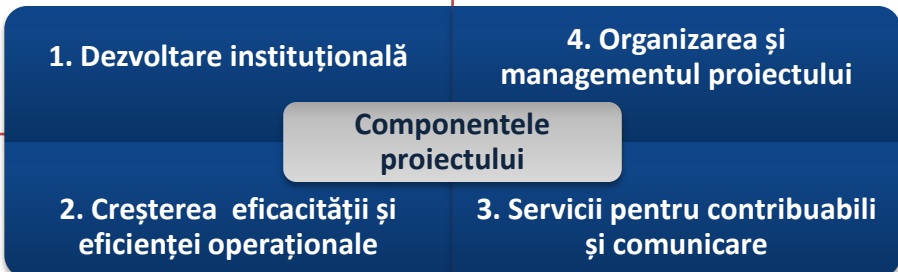 1. Dezvoltare instituțională
4. Organizarea și
managementul proiectului
Componentele
proiectului
2. Creșterea  eficacității și
eficienței operaționale
3. Servicii pentru contribuabili
și comunicare